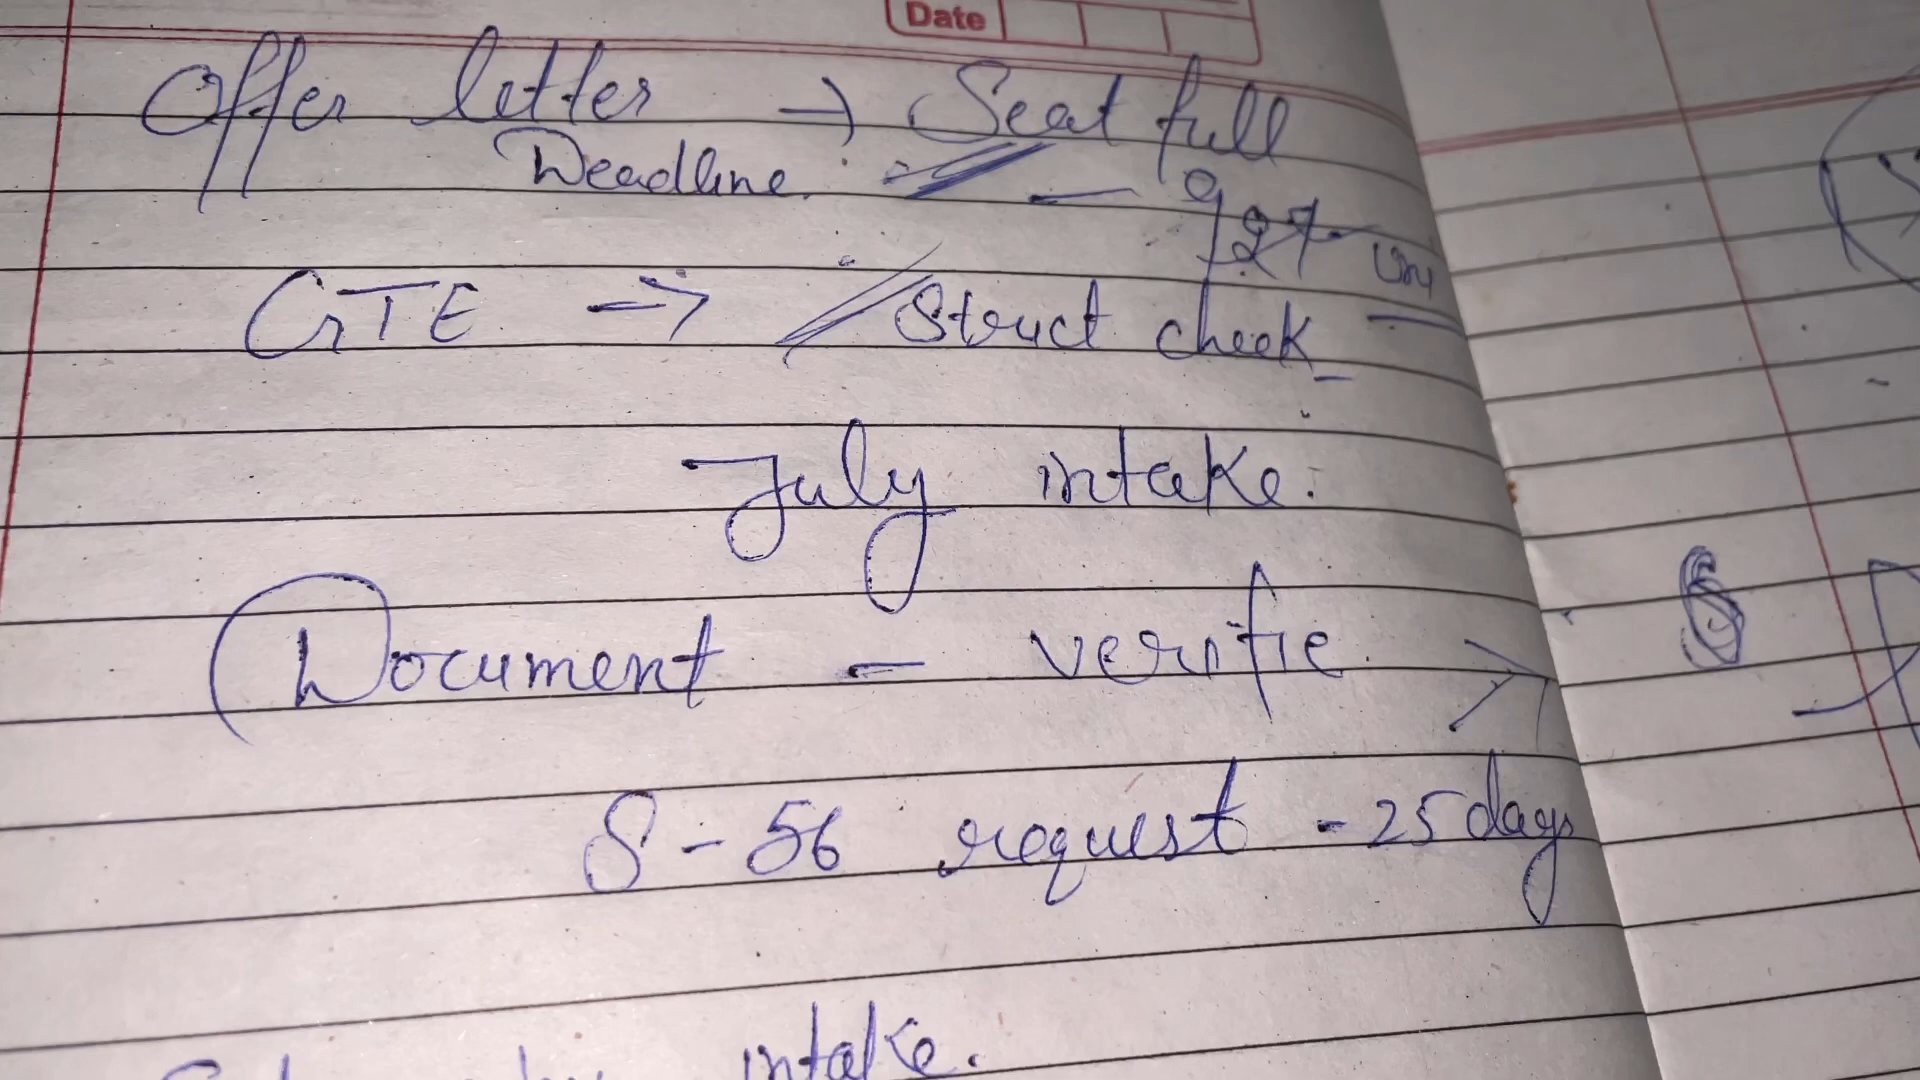 Date
Offer letter → Seat full
Deadline
GTE → Struct check
July intake.
Document - verifie
S-56 request - 25 days
intake.